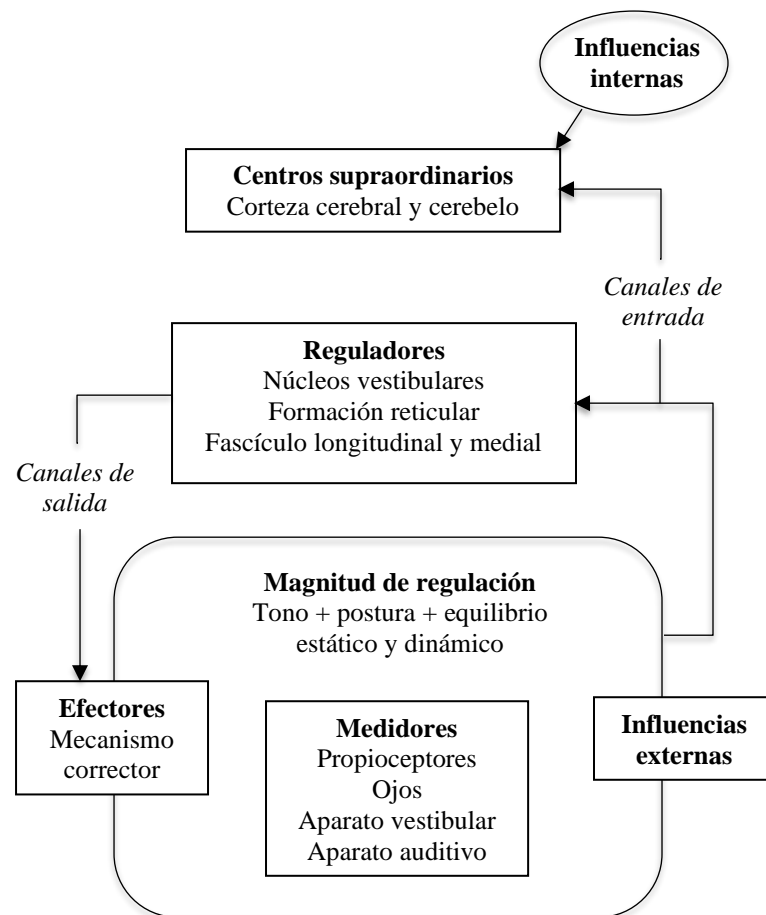 Influencias
internas
Centros supraordinarios
Corteza cerebral y cerebelo
Canales de
entrada
Reguladores
Núcleos vestibulares
Formación reticular
Fascículo longitudinal y medial
Canales de
salida
Magnitud de regulación
Tono + postura + equilibrio
estático y dinámico
Efectores
Mecanismo
corrector
Medidores
Propioceptores
Ojos
Aparato vestibular
Aparato auditivo
Influencias
externas